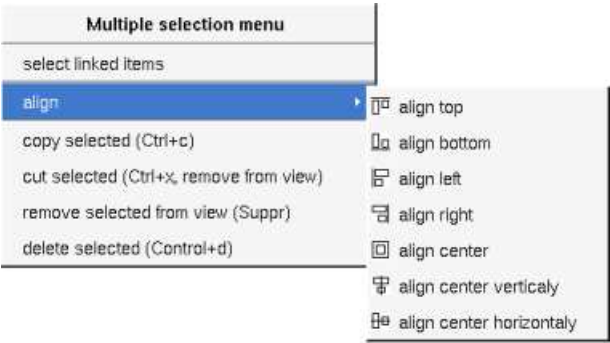 Multiple selection menu
select linked items
align
copy selected (Ctrl+c)
cut selected (Ctrl+x, remove from view)
remove selected from view (Suppr)
delete selected (Control+d)
align top
align bottom
align left
align right
align center
align center verticaly
align center horizontaly